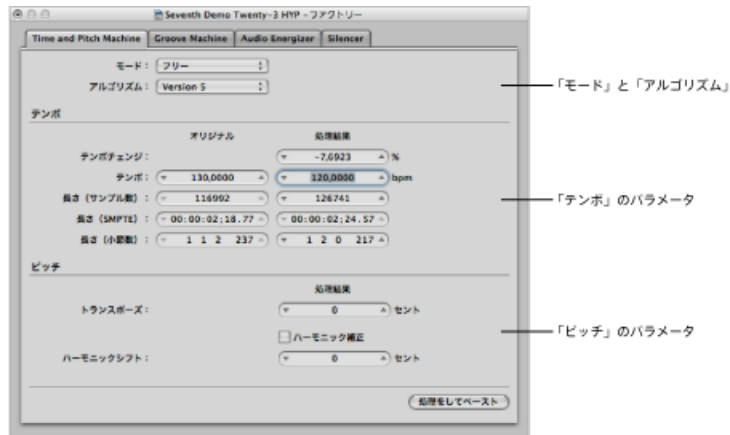 Seventh Demo Twenty-3 HYP - ファクトリー
Time and Pitch Machine Groove Machine Audio Energizer Silencer
モード： フリー
アルゴリズム： Version 5
「モード」と「アルゴリズム」
テンポ
オリジナル 処理結果
テンポチェンジ： -7,6923 %
テンポ： 130,0000 120,0000 bpm
長さ（サンプル数）： 116992 126741
「テンポ」のパラメータ
長さ（SMPTE）： 00:00:02;18.77 00:00:02;24.57
長さ（小節数）： 1 1 2 237 1 2 0 217
ピッチ
処理結果
トランスポーズ： 0 セント
ハーモニック補正
「ピッチ」のパラメータ
ハーモニックシフト： 0 セント
処理をしてペースト